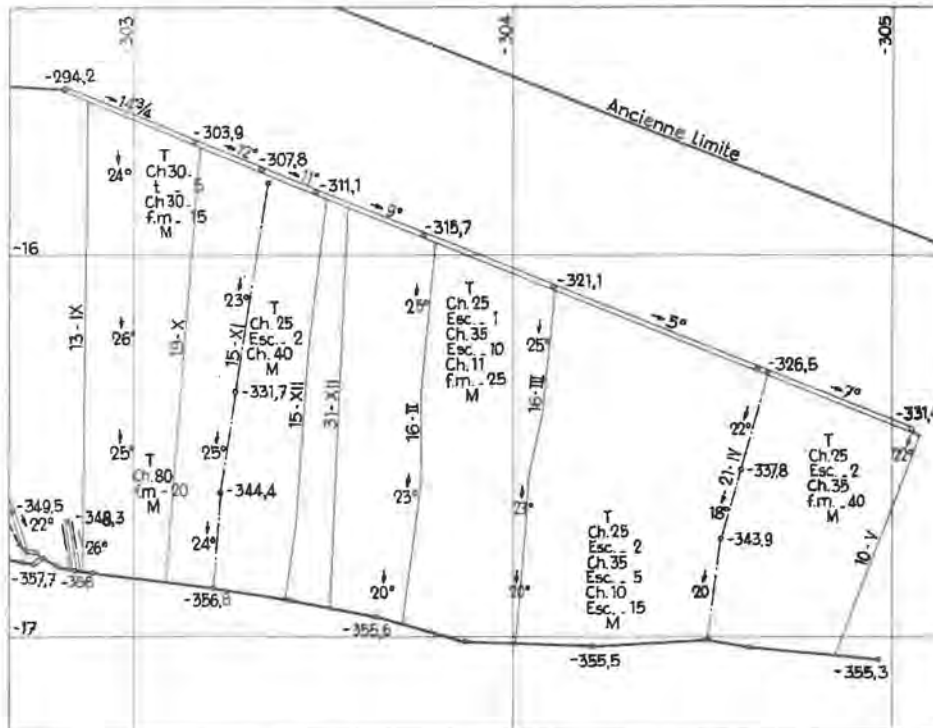 -303
-304
-305
-294,2
14¾
Ancienne limite
-303,9
12°
-307,8
11°
-311,1
24°
T
Ch 30 -
t - 5
Ch 30 -
f.m. - 15
M
9°
-315,7
-16
-321,1
23°
T
Ch. 25
Esc. - 2
Ch. 40
M
25°
T
Ch. 25
Esc. - 1
Ch. 35
Esc. - 10
Ch. 11
f.m. - 25
M
25°
5°
26°
13-IX
15-XI
15-XII
31-XII
16-II
16-III
-326,5
7°
-331,7
22°
21-IV
T
Ch. 25
Esc. - 2
Ch. 35
f.m. - 40
M
22°
25°
T
Ch. 80
f.m. - 20
M
25°
-337,8
-344,4
23°
23°
18°
-343,9
10-V
-349,5
22°
-348,3
26°
24°
T
Ch. 25
Esc. - 2
Ch. 35
Esc. - 5
Ch. 10
Esc. - 15
M
-357,7
-356,8
20°
20°
20
-355,6
-17
-355,5
-355,3